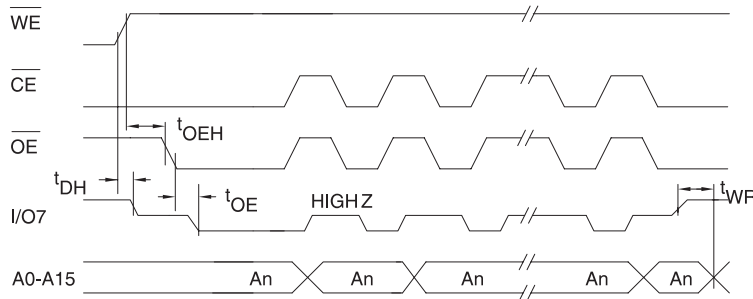 WE
CE
OE
tOEH
tDH
tOE
HIGH Z
tWR
I/O7
A0-A15 An An An An An